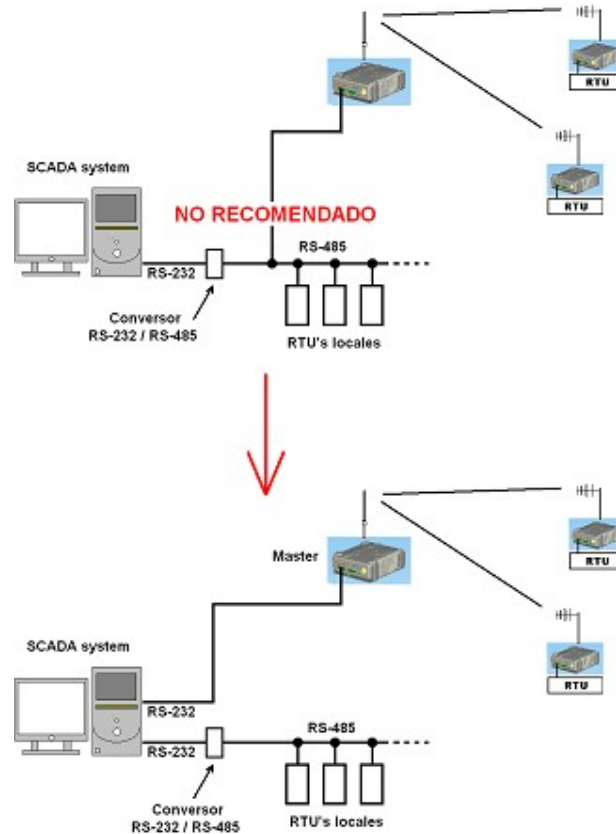 RTU
SCADA system
RTU
NO RECOMENDADO
RS-485
RS-232
Conversor
RS-232 / RS-485
RTU's locales
Master
RTU
SCADA system
RTU
RS-232
RS-485
RS-232
Conversor
RS-232 / RS-485
RTU's locales